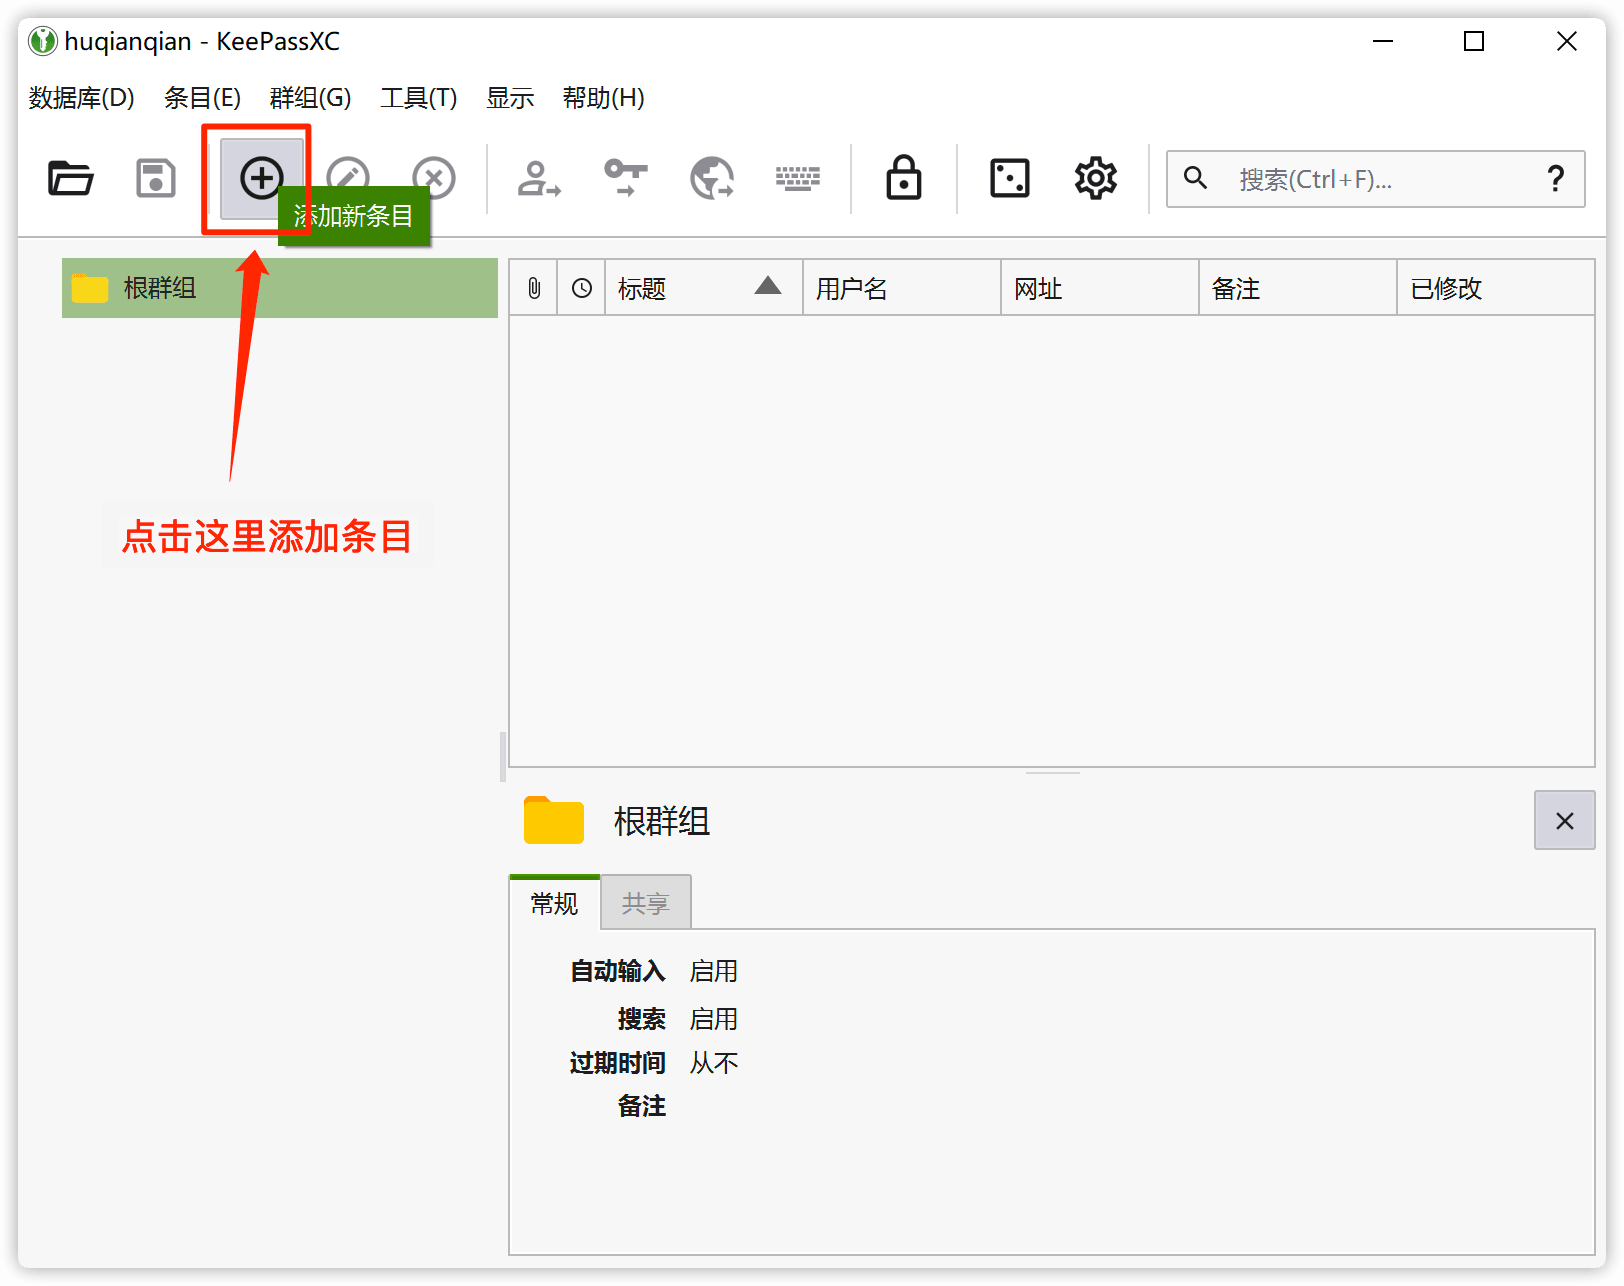 huqianqian - KeePassXC
数据库(D) 条目(E) 群组(G) 工具(T) 显示 帮助(H)
搜索(Ctrl+F)... ?
添加新条目
根群组
标题 用户名 网址 备注 已修改
点击这里添加条目
根群组
常规 共享
自动输入 启用
搜索 启用
过期时间 从不
备注